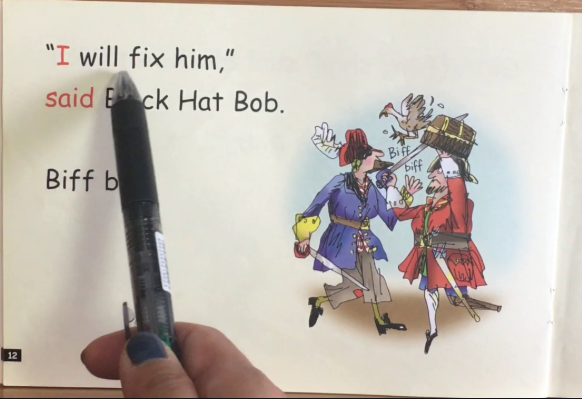 “I will fix him,”
said Hat Bob.
Biff
Biff
biff
12